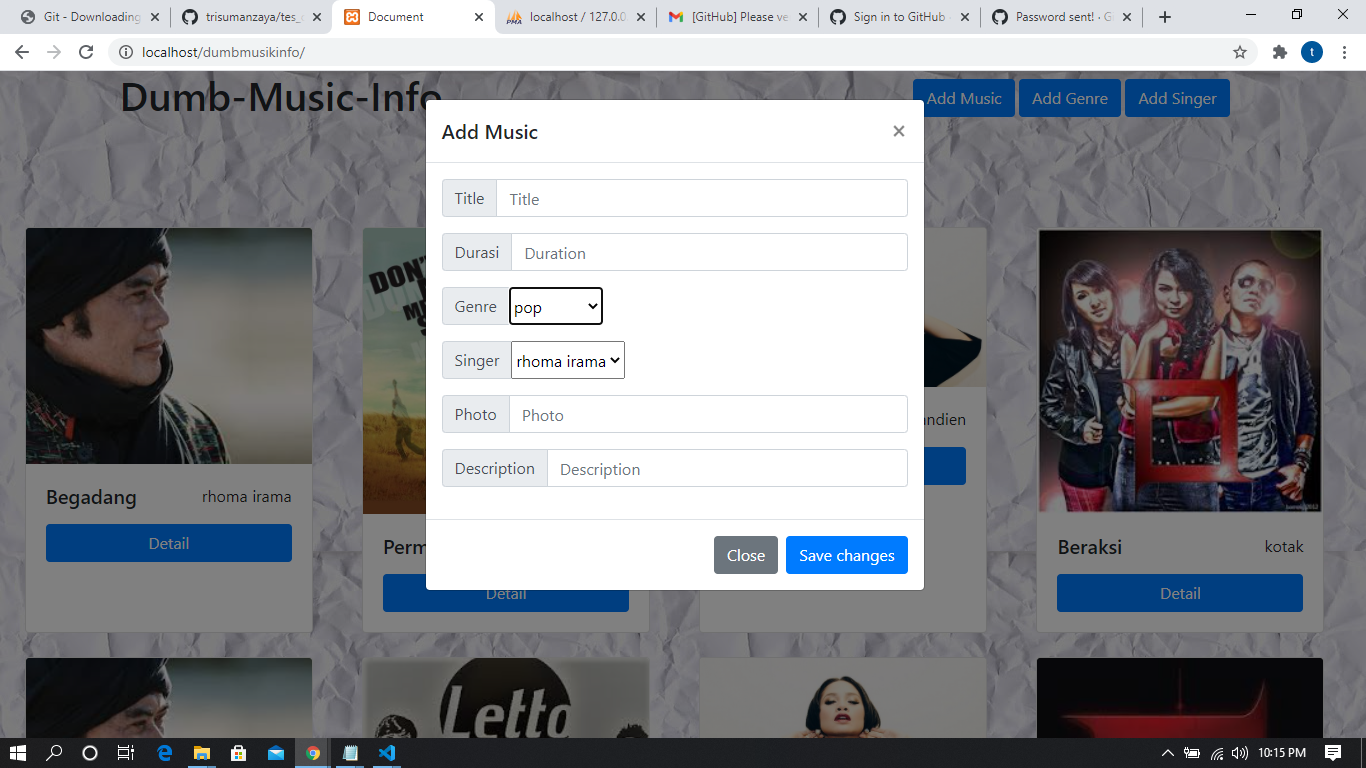 Git - Downloading
trisumanzaya/tes_
Document
localhost / 127.0.0
[GitHub] Please ve
Sign in to GitHub
Password sent! · G
localhost/dumbmusikinfo/
t
Dumb-Music-Info
Add Music
Add Genre
Add Singer
Add Music
×
Title
Title
Durasi
Duration
Genre
pop
Singer
rhoma irama
Photo
Photo
Description
Description
Close
Save changes
DON'T
Begadang
rhoma irama
Detail
Perm
Detail
andien
Beraksi
kotak
Detail
Letto
10:15 PM